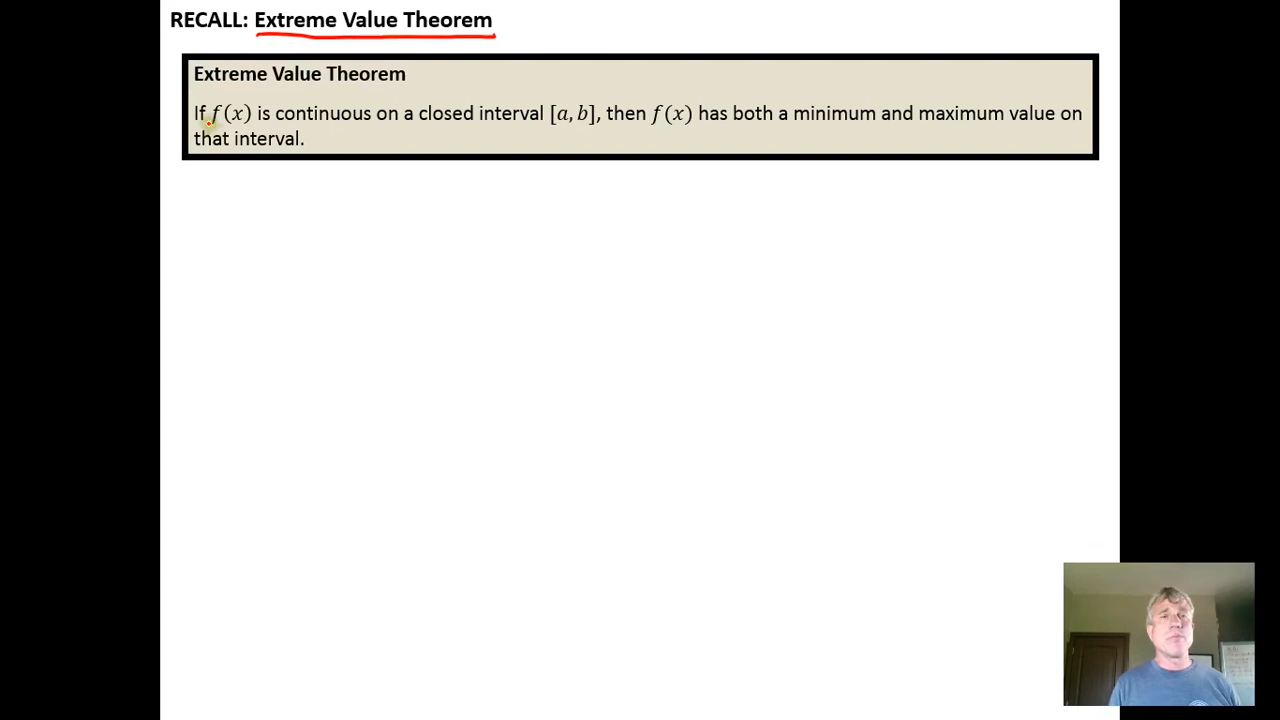 RECALL: Extreme Value Theorem
Extreme Value Theorem
If f(x) is continuous on a closed interval [a, b], then f(x) has both a minimum and maximum value on
that interval.